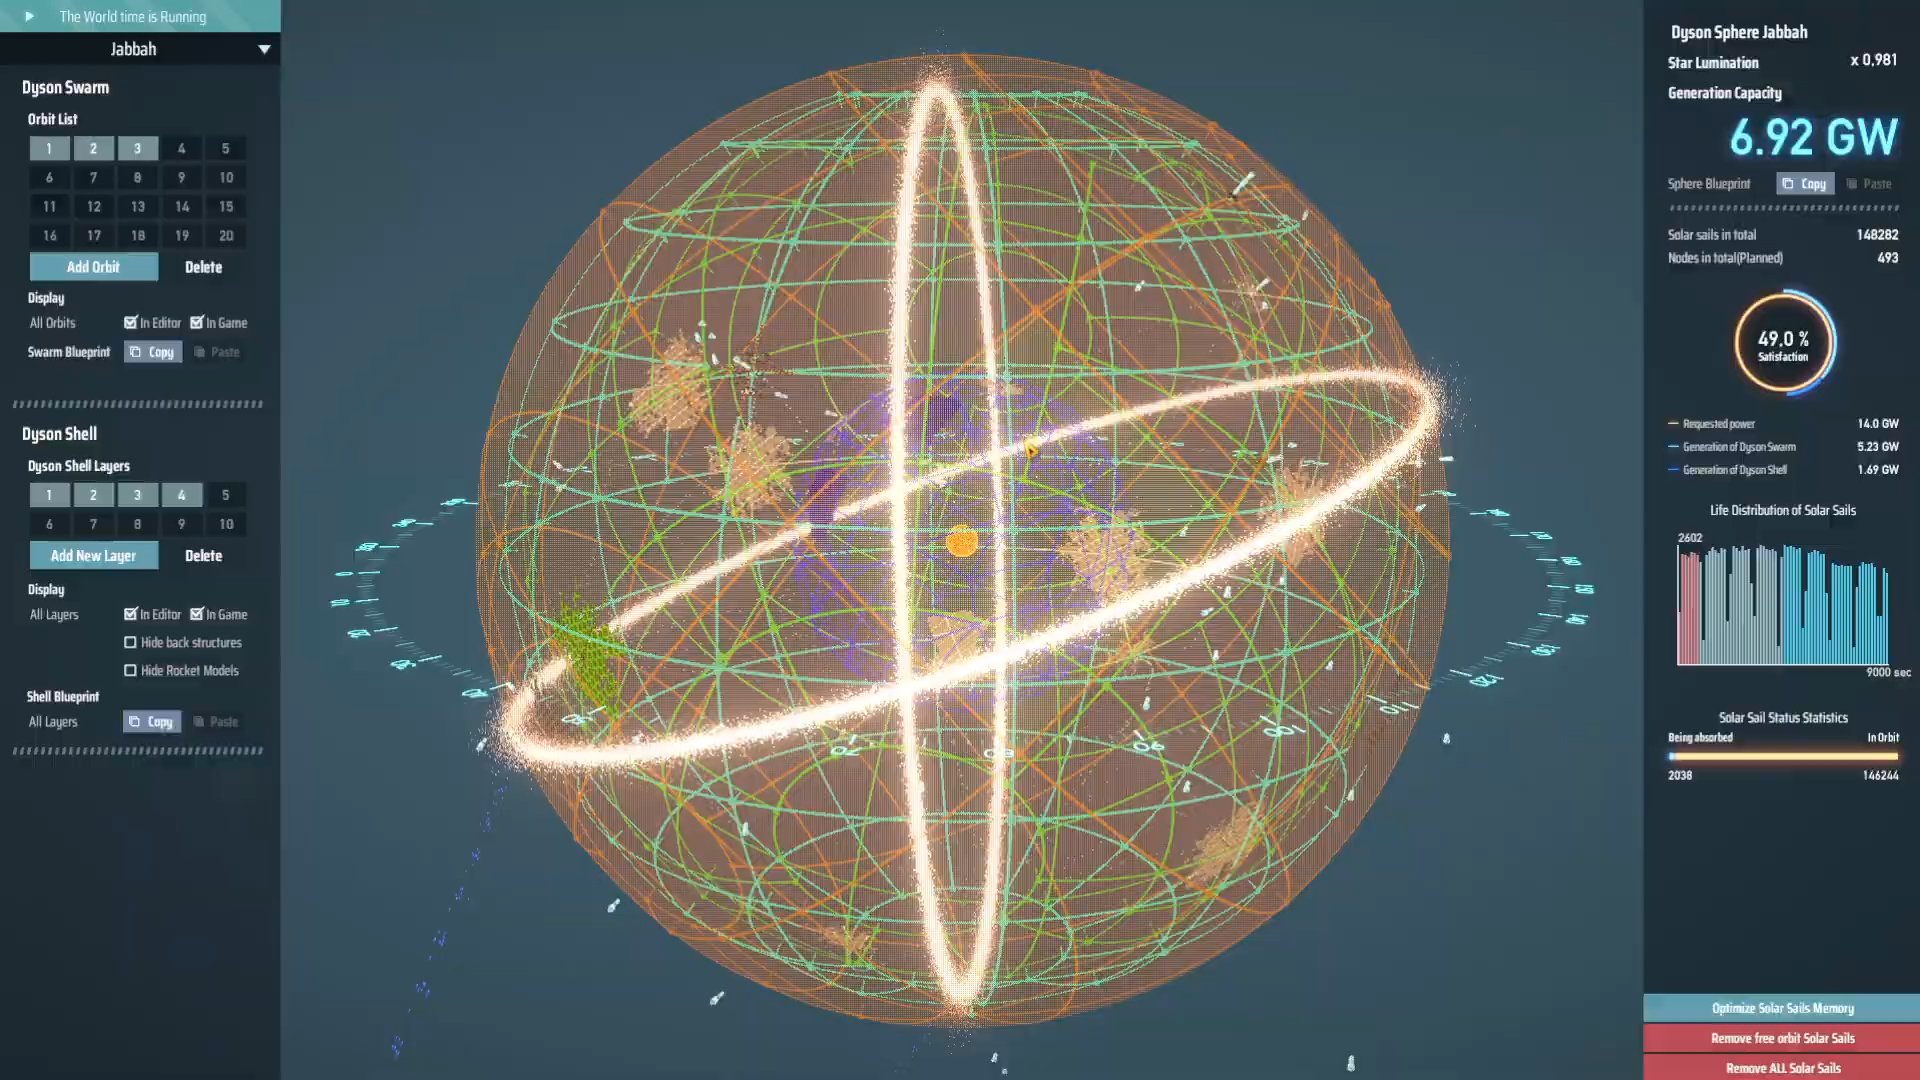 The World time is Running
Jabbah
Dyson Swarm
Orbit List
1 2 3 4 5
6 7 8 9 10
11 12 13 14 15
16 17 18 19 20
Add Orbit Delete
Display
All Orbits In Editor In Game
Swarm Blueprint Copy Paste
Dyson Shell
Dyson Shell Layers
1 2 3 4 5
6 7 8 9 10
Add New Layer Delete
Display
All Layers In Editor In Game
Hide back structures
Hide Rocket Models
Shell Blueprint
All Layers Copy Paste
Dyson Sphere Jabbah
Star Lumination x 0.981
Generation Capacity
6.92 GW
Sphere Blueprint Copy Paste
Solar sails in total 148282
Nodes in total(Planned) 493
49.0 %
Satisfaction
Requested power 14.0 GW
Generation of Dyson Swarm 5.23 GW
Generation of Dyson Shell 1.69 GW
Life Distribution of Solar Sails
2602
9000 sec
Solar Sail Status Statistics
Being absorbed In Orbit
2038 146244
Optimize Solar Sails Memory
Remove free orbit Solar Sails
Remove ALL Solar Sails